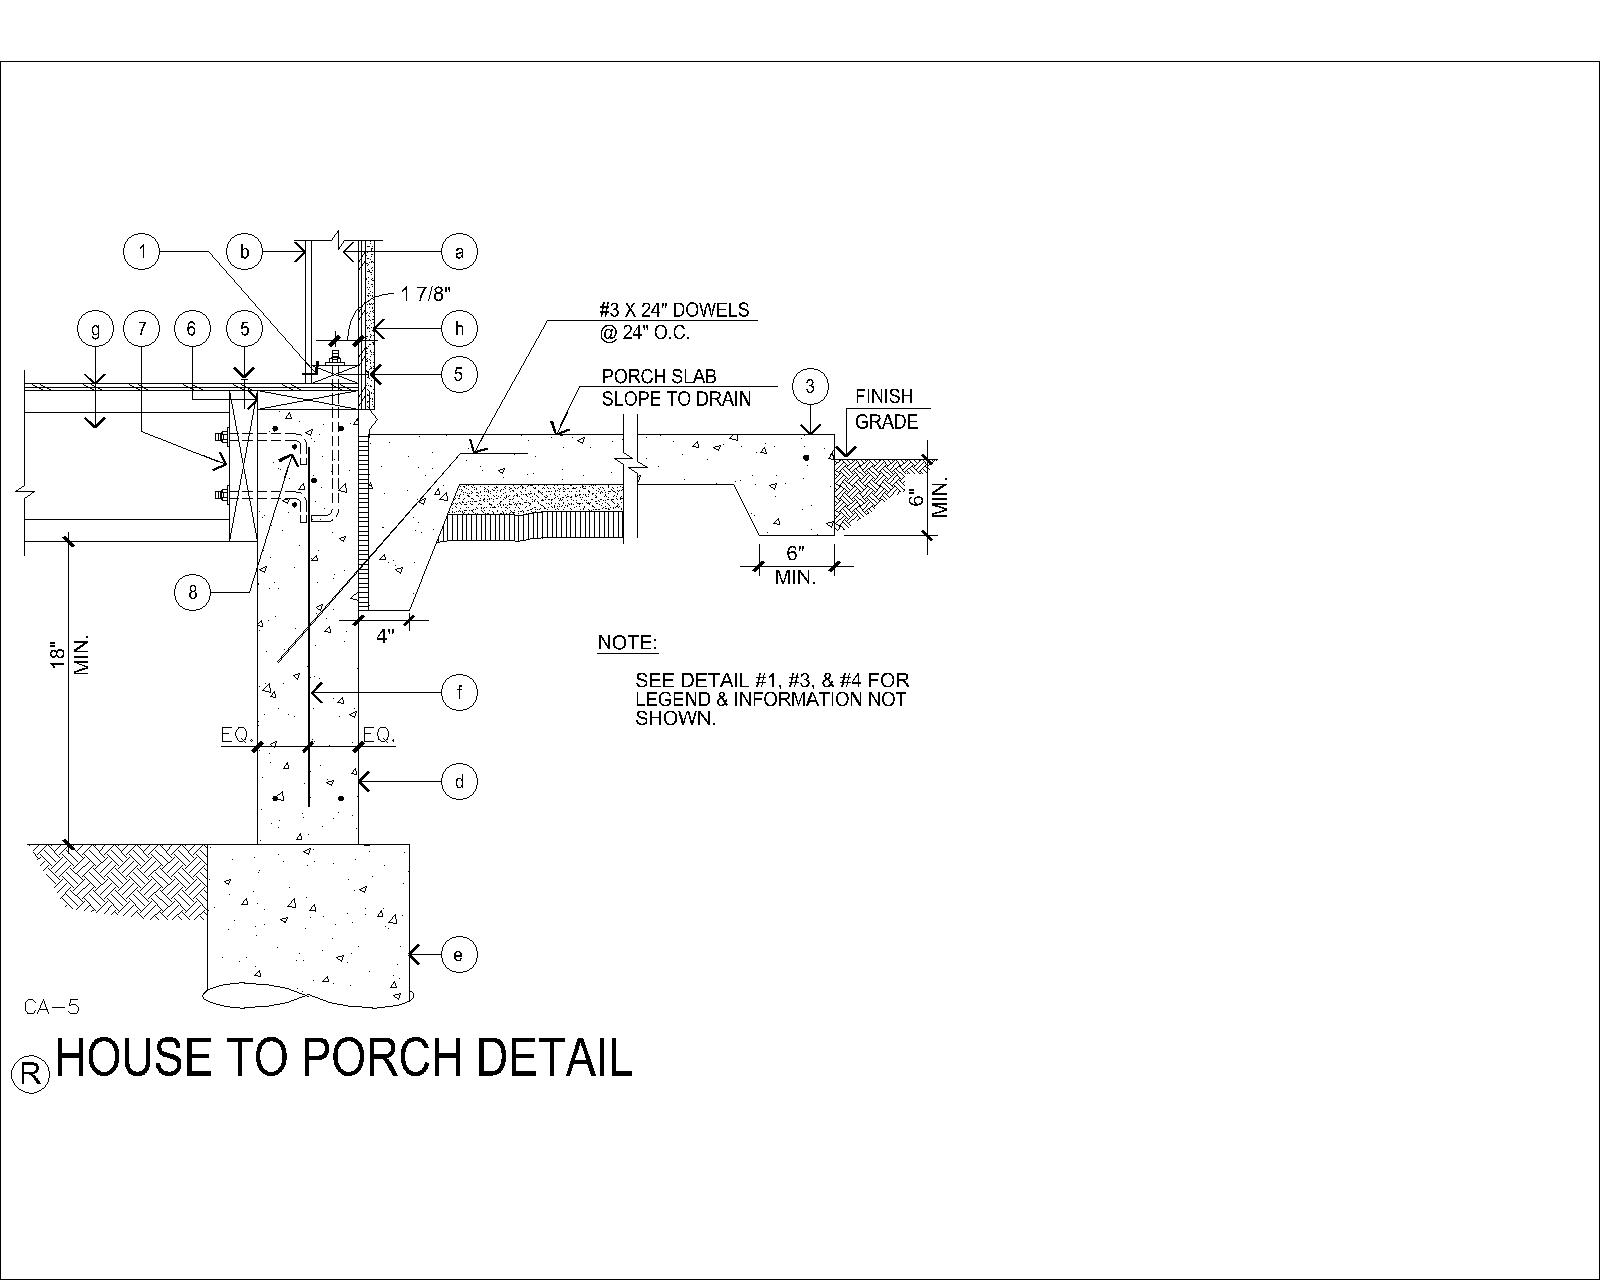 1
b
a
1 7/8"
g
7
6
5
h
5
#3 X 24" DOWELS
@ 24" O.C.
PORCH SLAB
SLOPE TO DRAIN
3
FINISH
GRADE
6"
MIN.
6"
MIN.
8
4"
18"
MIN.
NOTE:
SEE DETAIL #1, #3, & #4 FOR
LEGEND & INFORMATION NOT
SHOWN.
f
EQ.
EQ.
d
e
CA-5
R
HOUSE TO PORCH DETAIL